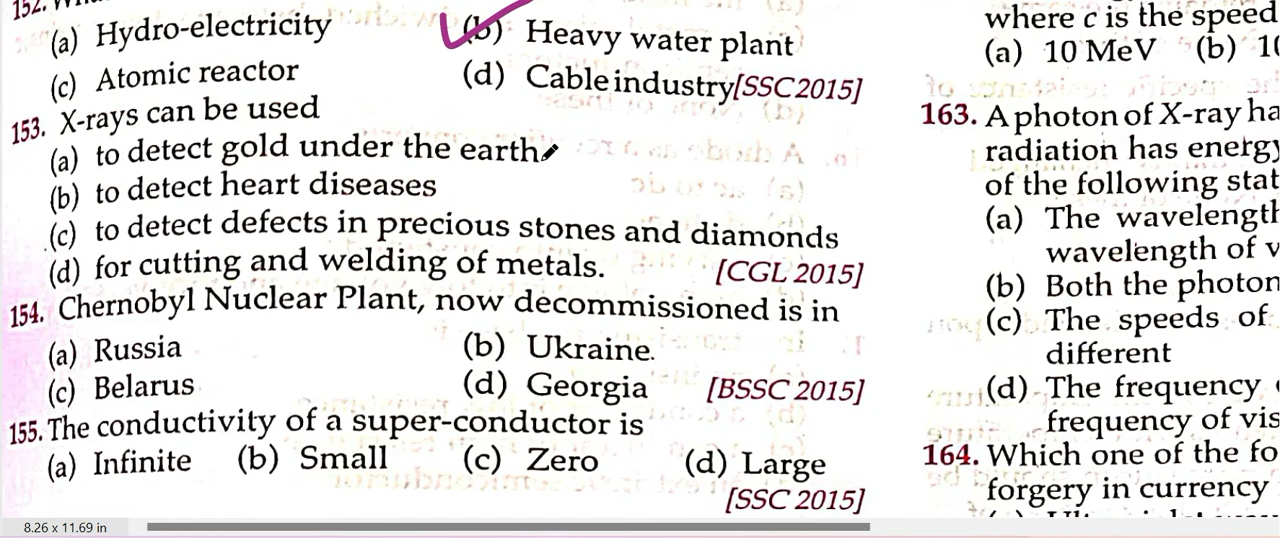 152.
(a) Hydro-electricity (b) Heavy water plant
(c) Atomic reactor (d) Cable industry [SSC 2015]
153. X-rays can be used
(a) to detect gold under the earth
(b) to detect heart diseases
(c) to detect defects in precious stones and diamonds
(d) for cutting and welding of metals. [CGL 2015]
154. Chernobyl Nuclear Plant, now decommissioned is in
(a) Russia (b) Ukraine.
(c) Belarus (d) Georgia [BSSC 2015]
155. The conductivity of a super-conductor is
(a) Infinite (b) Small (c) Zero (d) Large
[SSC 2015]
where c is the speed
(a) 10 MeV (b)
163. A photon of X-ray ha
radiation has energy
of the following stat
(a) The wavelength
wavelength of v
(b) Both the photon
(c) The speeds of
different
(d) The frequency
frequency of vis
164. Which one of the fo
forgery in currency
8.26 x 11.69 in